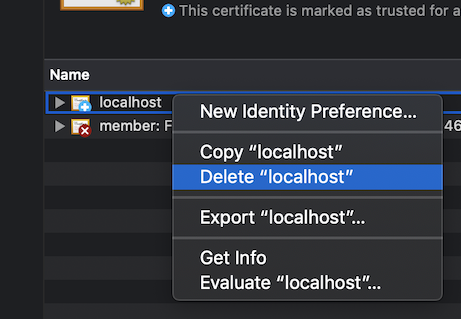 This certificate is marked as trusted for a
Name
localhost
member: F
46
New Identity Preference...
Copy “localhost”
Delete “localhost”
Export “localhost”...
Get Info
Evaluate “localhost”...